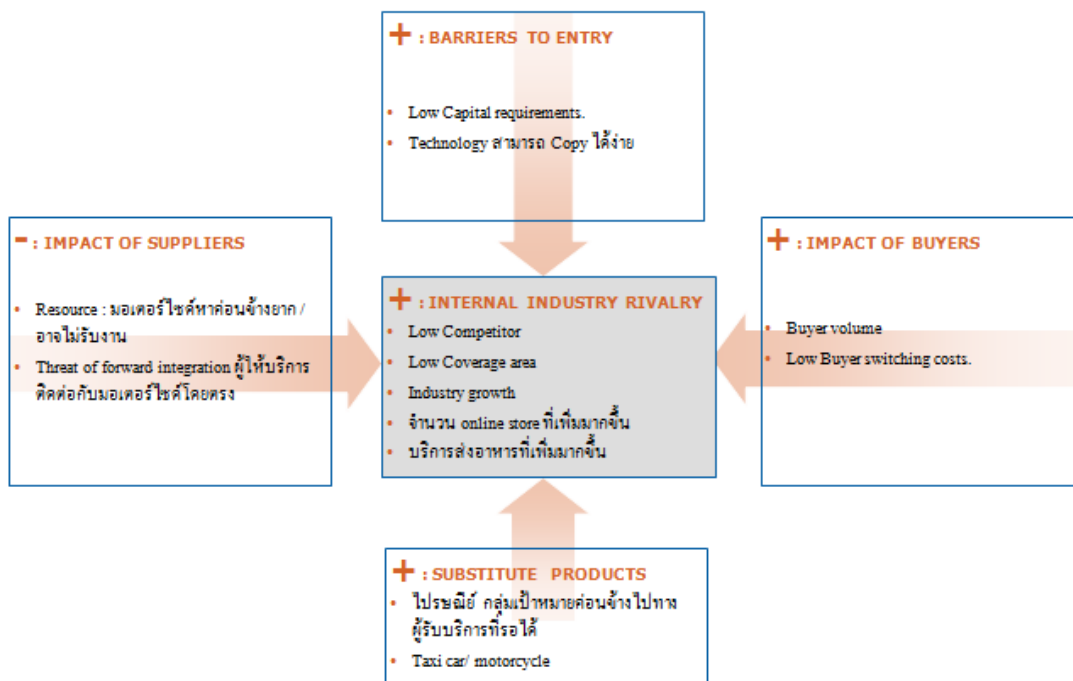 + : BARRIERS TO ENTRY
• Low Capital requirements.
• Technology สามารถ Copy ได้ง่าย
- : IMPACT OF SUPPLIERS
• Resource : มอเตอร์ไซค์หาค่อนข้างยาก /
อาจไม่รับงาน
• Threat of forward integration ผู้ให้บริการ
ติดต่อกับมอเตอร์ไซค์โดยตรง
+ : INTERNAL INDUSTRY RIVALRY
• Low Competitor
• Low Coverage area
• Industry growth
• จำนวน online store ที่เพิ่มมากขึ้น
• บริการส่งอาหารที่เพิ่มมากขึ้น
+ : IMPACT OF BUYERS
• Buyer volume
• Low Buyer switching costs.
+ : SUBSTITUTE PRODUCTS
• ไปรษณีย์ กลุ่มเป้าหมายค่อนข้างไปทาง
ผู้รับบริการที่รอได้
• Taxi car/ motorcycle